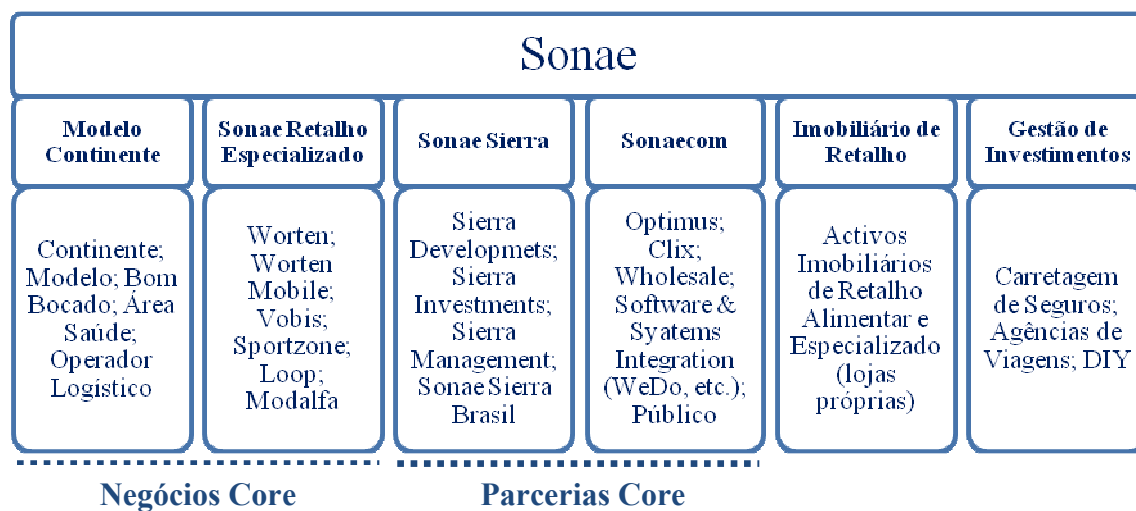 Sonae
Modelo
Continente
Sonae Retalho
Especializado
Sonae Sierra
Sonaecom
Imobiliário de
Retalho
Gestão de
Investimentos
Continente;
Modelo; Bom
Bocado; Área
Saúde;
Operador
Logístico
Worten;
Worten
Mobile;
Vobis;
Sportzone;
Loop;
Modalfa
Sierra
Developmets;
Sierra
Investments;
Sierra
Management;
Sonae Sierra
Brasil
Optimus;
Clix;
Wholesale;
Software &
Syatems
Integration
(WeDo, etc.);
Público
Activos
Imobiliários
de Retalho
Alimentar e
Especializado
(lojas
próprias)
Carretagem
de Seguros;
Agências de
Viagens; DIY
Negócios Core
Parcerias Core